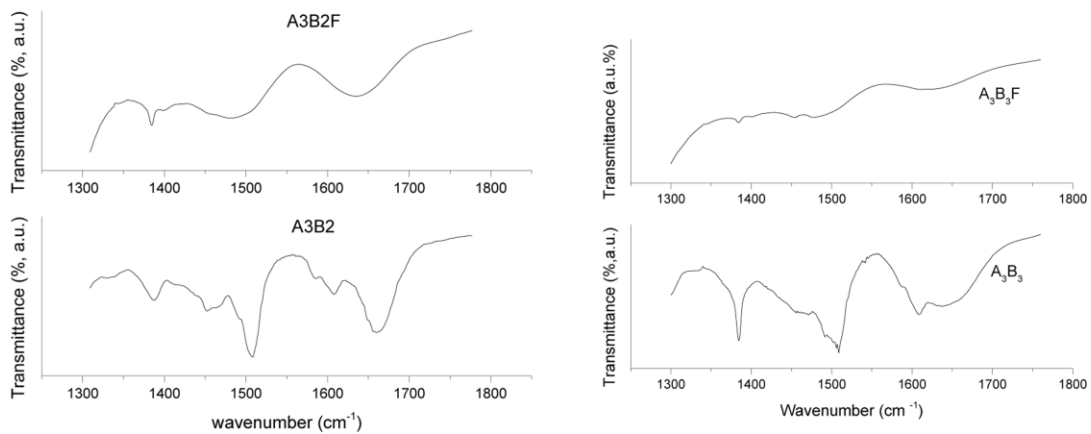 A3B2F
Transmittance (%, a.u.)
1300 1400 1500 1600 1700 1800
A3B2
Transmittance (%, a.u.)
1300 1400 1500 1600 1700 1800
wavenumber (cm⁻¹)
Transmittance (a.u.%)
A₃B₃F
1300 1400 1500 1600 1700 1800
Transmittance (%,a.u.)
A₃B₃
1300 1400 1500 1600 1700 1800
Wavenumber (cm ⁻¹)